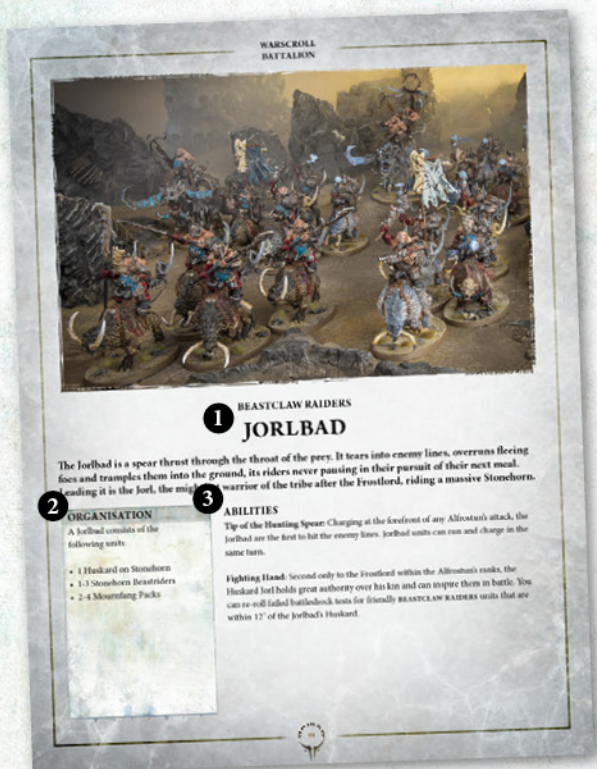 WARSCROLL
BATTALION
1
BEASTCLAW RAIDERS
JORLBAD
The Jorlbad is a spear thrust through the throat of the prey. It tears into enemy lines, overruns fleeing
foes and tramples them into the ground, its riders never pausing in their pursuit of their next meal.
Leading it is the Jorl, the warrior of the tribe after the Frostlord, riding a massive Stonehorn.
2
ORGANISATION
A Jorlbad consists of the
following units:
• 1 Huskard on Stonehorn
• 1-3 Stonehorn Beastriders
• 2-4 Mournfang Packs
3
ABILITIES
Tip of the Hunting Spear: Charging at the forefront of any Alfrostun's attack, the
Jorlbad are the first to hit the enemy lines. Jorlbad units can run and charge in the
same turn.
Fighting Hand: Second only to the Frostlord within the Alfrostun's ranks, the
Huskard Jorl holds great authority over his kin and can inspire them in battle. You
can re-roll failed battleshock tests for friendly BEASTCLAW RAIDERS units that are
within 12" of the Jorlbad's Huskard.